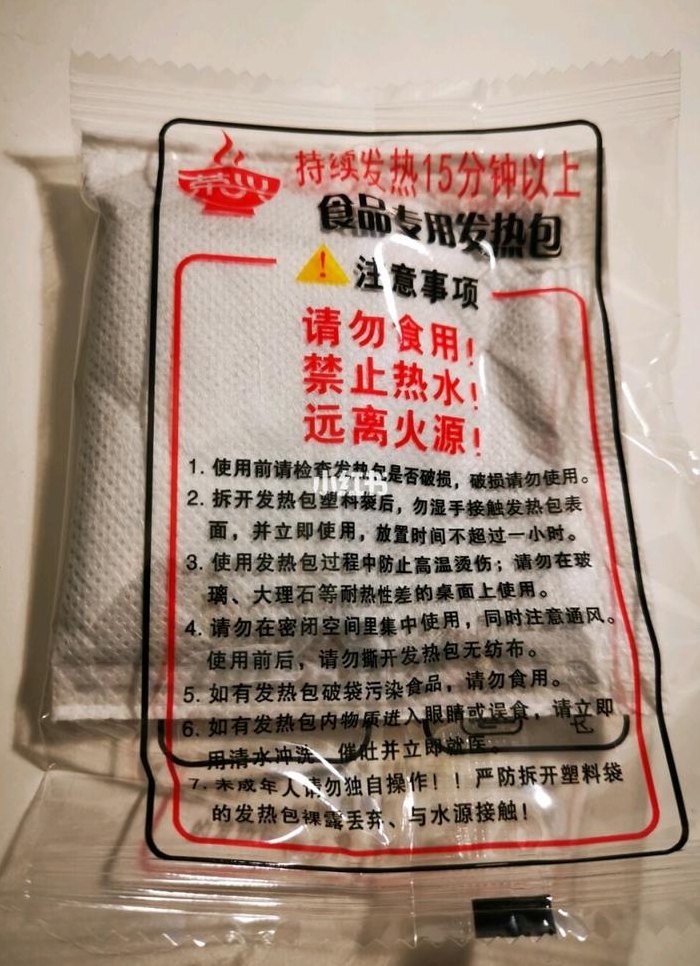 荣兴
持续发热15分钟以上
食品专用发热包
注意事项
请勿食用!
禁止热水!
远离火源!
1. 使用前请检查发热包是否破损，破损请勿使用。
小红书
2. 拆开发热包塑料袋后，勿湿手接触发热包表
面，并立即使用，放置时间不超过一小时。
3. 使用发热包过程中防止高温烫伤；请勿在玻
璃、大理石等耐热性差的桌面上使用。
4. 请勿在密闭空间里集中使用，同时注意通风。
使用前后，请勿撕开发热包无纺布。
5. 如有发热包破袋污染食品，请勿食用。
6. 如有发热包内物质进入眼睛或误食，请立即
用清水冲洗 催吐并立即就医。
7. 未成年人请勿独自操作！！严防拆开塑料袋
的发热包裸露丢弃、与水源接触！